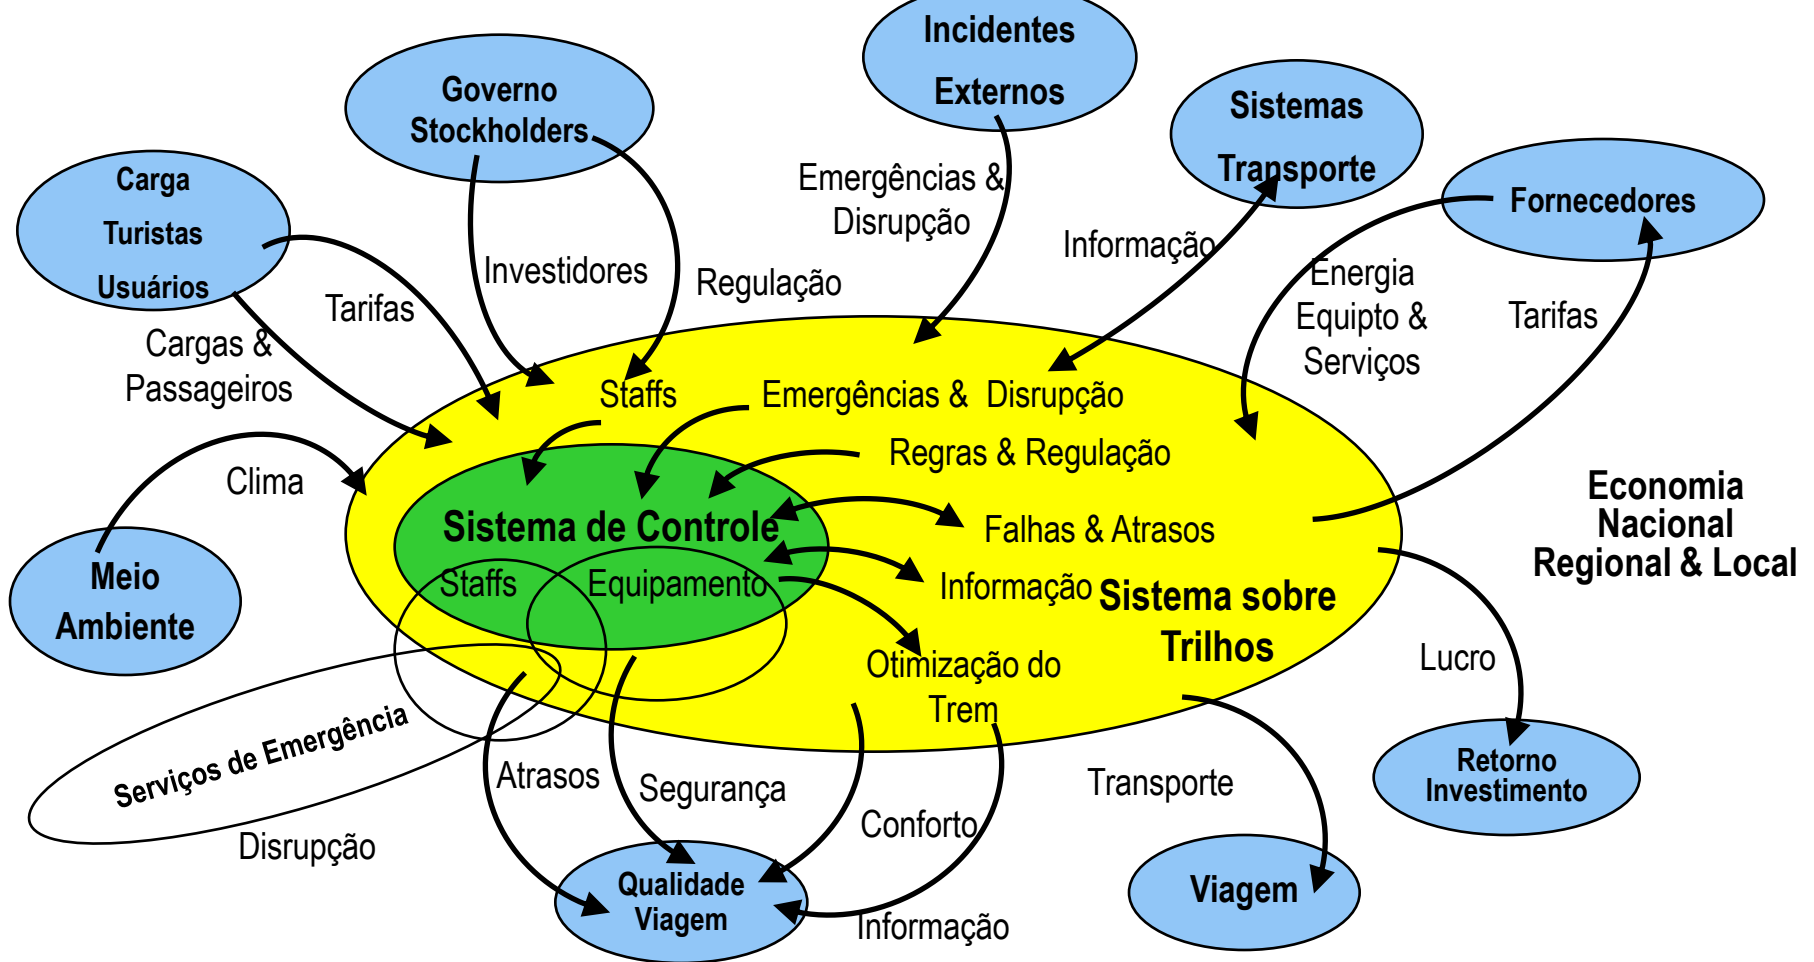 Incidentes
Externos
Governo
Stockholders
Sistemas
Transporte
Carga
Turistas
Usuários
Fornecedores
Emergências &
Disrupção
Informação
Investidores
Regulação
Tarifas
Energia
Equipto &
Serviços
Tarifas
Cargas &
Passageiros
Staffs
Emergências & Disrupção
Regras & Regulação
Clima
Economia
Nacional
Regional & Local
Sistema de Controle
Falhas & Atrasos
Staffs
Equipamento
Informação
Sistema sobre
Trilhos
Meio
Ambiente
Otimização do
Trem
Lucro
Serviços de Emergência
Atrasos
Segurança
Conforto
Transporte
Retorno
Investimento
Disrupção
Qualidade
Viagem
Informação
Viagem